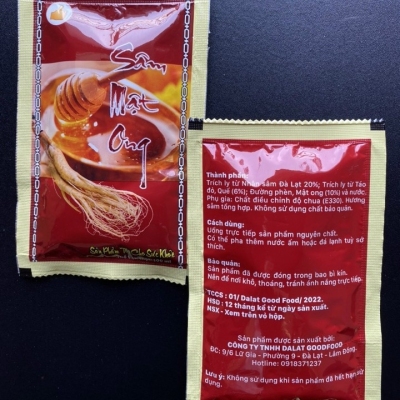 Sâm
Mật
Ong
Sản Phẩm Cho Sức Khỏe
Thành phần:
Trích ly từ Nhân sâm Đà Lạt 20%; Trích ly từ Táo
đỏ, Quế (6%); Đường phèn, Mật ong (10%) và nước.
Phụ gia: Chất điều chỉnh độ chua (E330). Hương
sâm tổng hợp. Không sử dụng chất bảo quản.
Cách dùng:
Uống trực tiếp sản phẩm nguyên chất.
Có thể pha thêm nước ấm hoặc đá lạnh tuỳ sở
thích.
Bảo quản:
Sản phẩm đã được đóng trong bao bì kín.
Nên để nơi khô, thoáng, tránh ánh nắng trực tiếp.
TCCS : 01/ Dalat Good Food/ 2022.
HSD : 12 tháng kể từ ngày sản xuất.
NSX - Xem trên vỏ hộp.
Sản phẩm được sản xuất bởi:
CÔNG TY TNHH DALAT GOODFOOD
ĐC: 9/6 Lữ Gia - Phường 9 - Đà Lạt - Lâm Đồng.
Hotline: 0918371237
Lưu ý: Không sử dụng khi sản phẩm đã hết hạn sử
dụng.